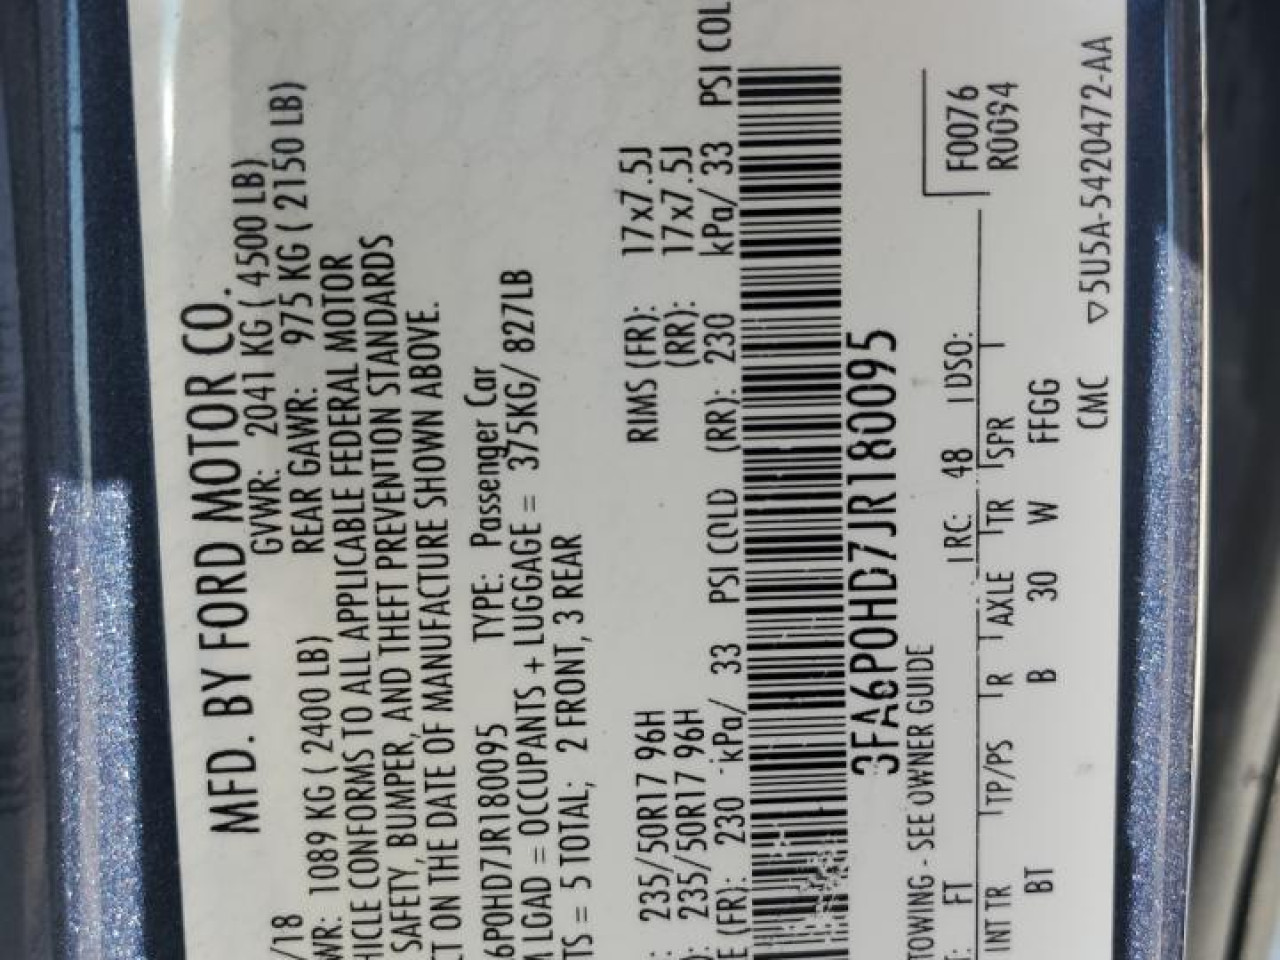 MFD. BY FORD MOTOR CO.
/18 GVWR: 2041 KG ( 4500 LB)
WR: 1089 KG ( 2400 LB) REAR GAWR: 975 KG ( 2150 LB)
HICLE CONFORMS TO ALL APPLICABLE FEDERAL MOTOR
SAFETY, BUMPER, AND THEFT PREVENTION STANDARDS
CT ON THE DATE OF MANUFACTURE SHOWN ABOVE.
6P0HD7JR180095 TYPE: Passenger Car
M LOAD = OCCUPANTS + LUGGAGE = 375KG/ 827LB
TS = 5 TOTAL; 2 FRONT, 3 REAR
: 235/50R17 96H RIMS (FR): 17x7.5J
): 235/50R17 96H (RR): 17x7.5J
E (FR): 230 kPa/ 33 PSI COLD (RR): 230 kPa/ 33 PSI COL
3FA6P0HD7JR180095
TOWING - SEE OWNER GUIDE
T: FT RC: 48 DSO: F0076
INT TR TP/PS R AXLE TR SPR R0094
BT B 30 W FFGG
CMC ▽5U5A-5420472-AA